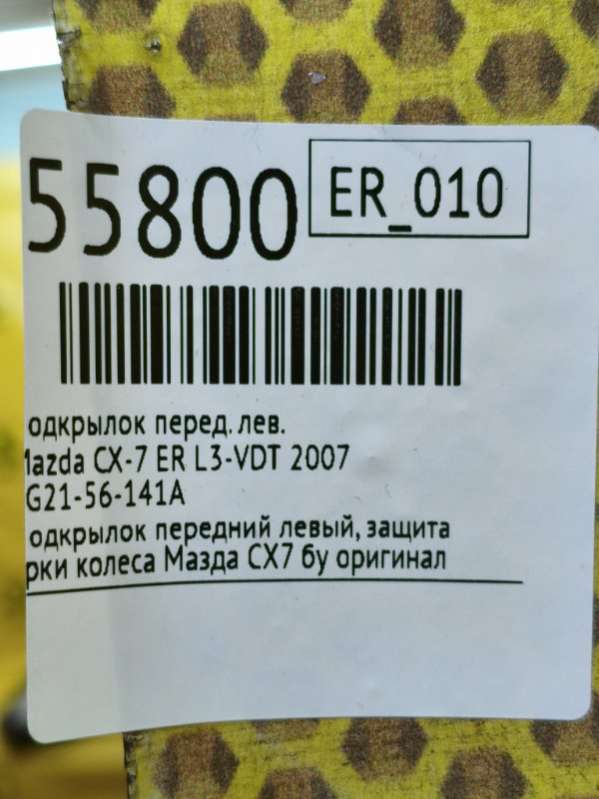 55800
ER_010
одкрылок перед. лев.
Mazda CX-7 ER L3-VDT 2007
G21-56-141A
одкрылок передний левый, защита
рки колеса Мазда CX7 бу оригинал